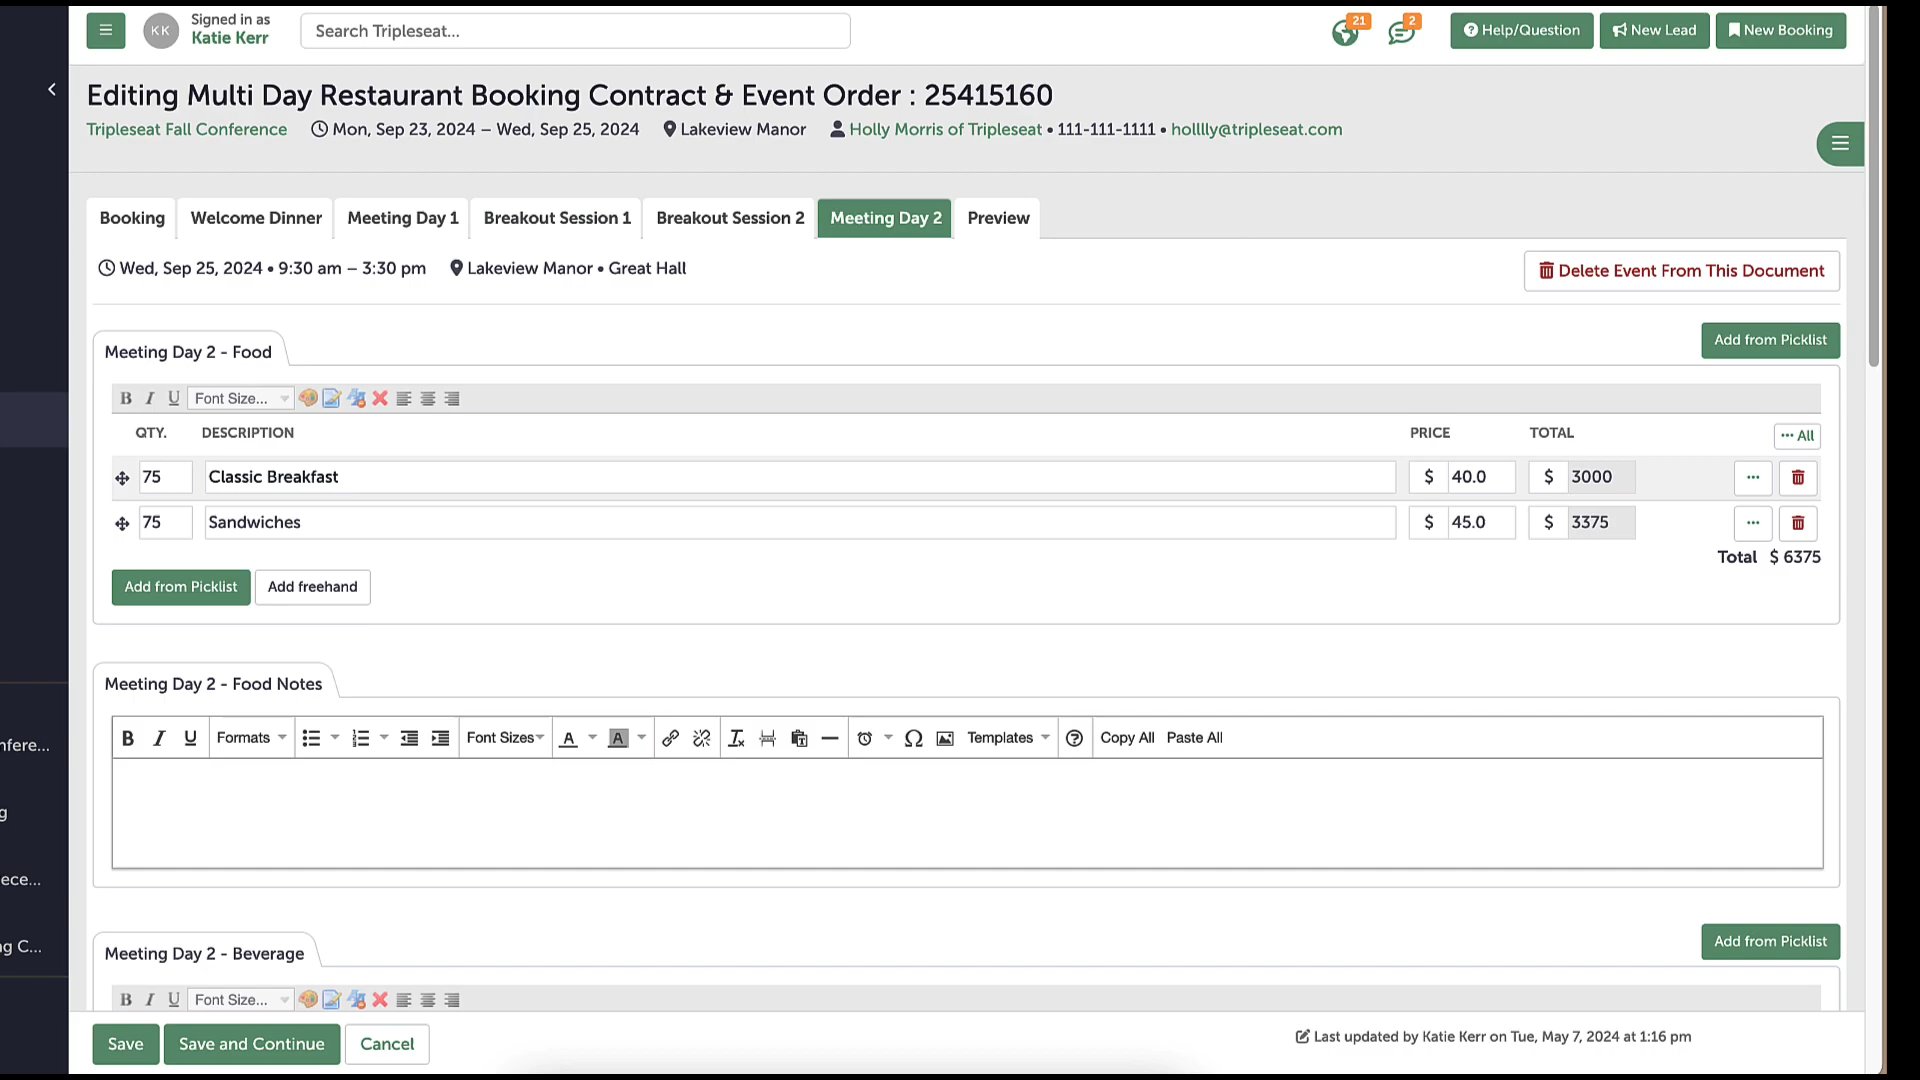 KK
Signed in as
Katie Kerr
Search Tripleseat...
21
2
Help/Question
New Lead
New Booking
Editing Multi Day Restaurant Booking Contract & Event Order : 25415160
Tripleseat Fall Conference Mon, Sep 23, 2024 – Wed, Sep 25, 2024 Lakeview Manor Holly Morris of Tripleseat • 111-111-1111 • holllly@tripleseat.com
Booking Welcome Dinner Meeting Day 1 Breakout Session 1 Breakout Session 2 Meeting Day 2 Preview
Wed, Sep 25, 2024 • 9:30 am – 3:30 pm Lakeview Manor • Great Hall
Delete Event From This Document
Meeting Day 2 - Food
Add from Picklist
B I U Font Size...
QTY. DESCRIPTION PRICE TOTAL
··· All
75 Classic Breakfast $ 40.0 $ 3000 ···
75 Sandwiches $ 45.0 $ 3375 ···
Total $ 6375
Add from Picklist Add freehand
Meeting Day 2 - Food Notes
B I U Formats Font Sizes A A Templates Copy All Paste All
Meeting Day 2 - Beverage
Add from Picklist
B I U Font Size...
nfere...
g
ece...
ng C...
Save Save and Continue Cancel
Last updated by Katie Kerr on Tue, May 7, 2024 at 1:16 pm